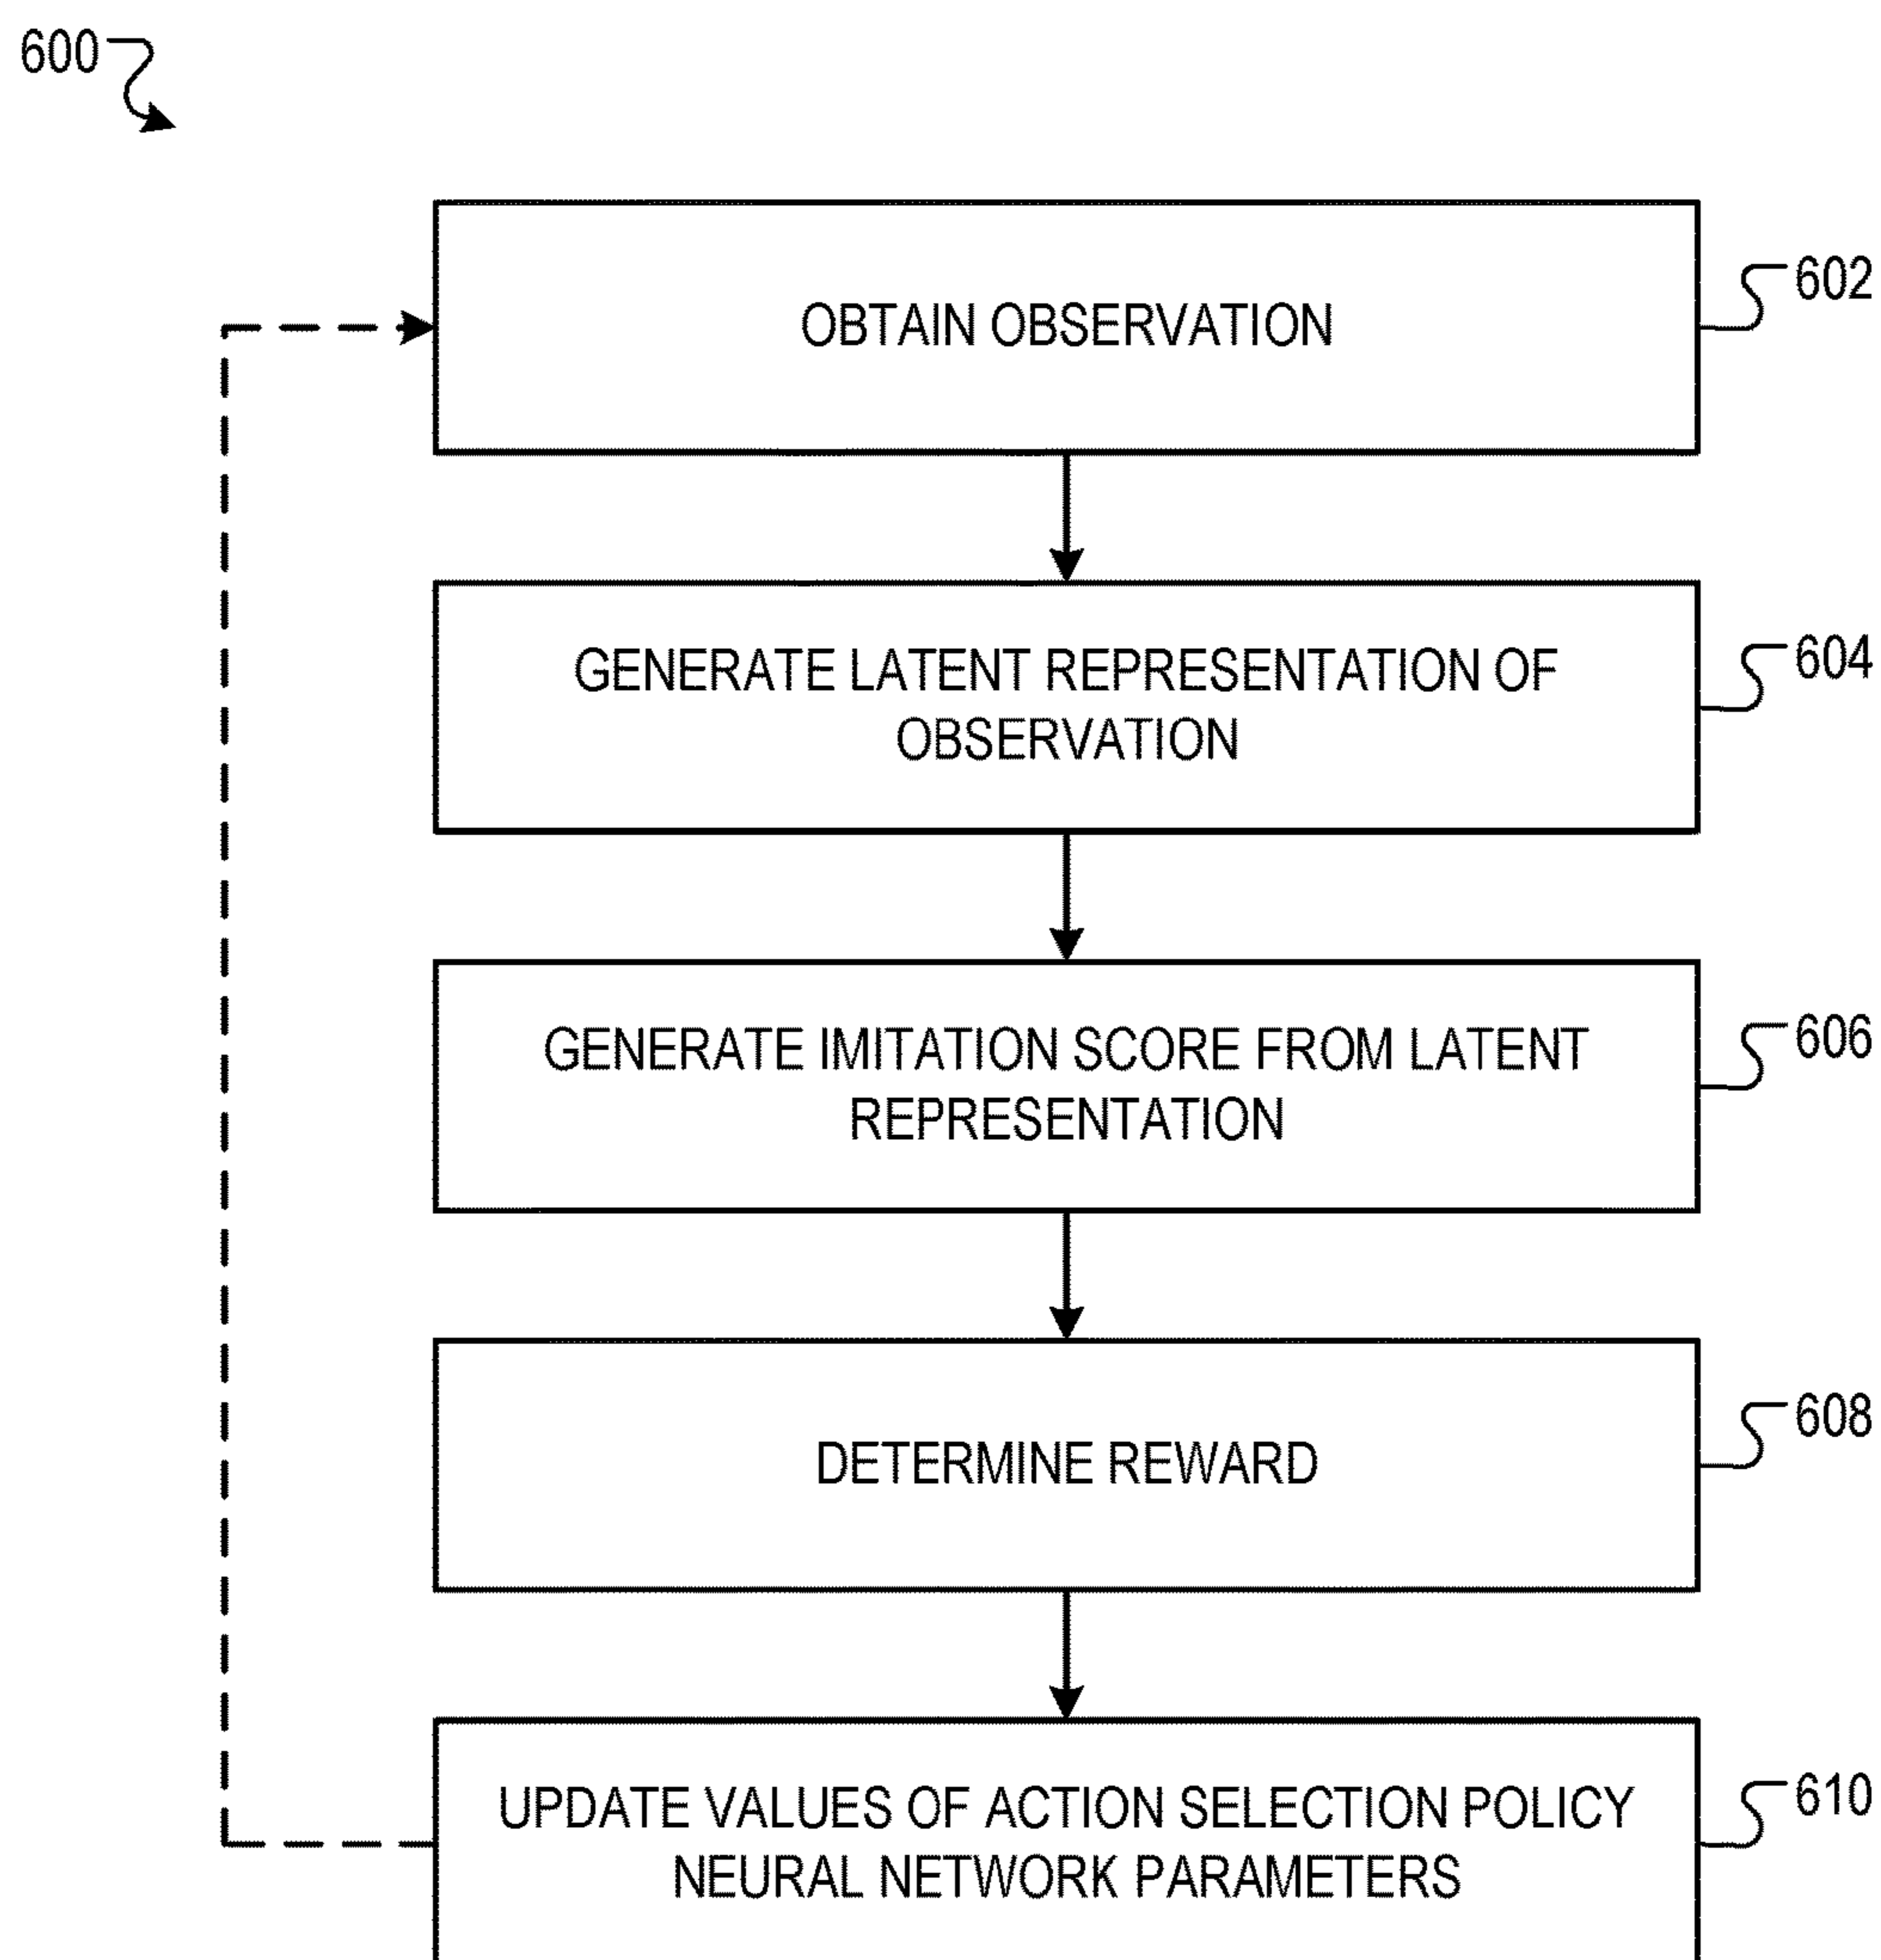 600
OBTAIN OBSERVATION
602
GENERATE LATENT REPRESENTATION OF
OBSERVATION
604
GENERATE IMITATION SCORE FROM LATENT
REPRESENTATION
606
DETERMINE REWARD
608
UPDATE VALUES OF ACTION SELECTION POLICY
NEURAL NETWORK PARAMETERS
610